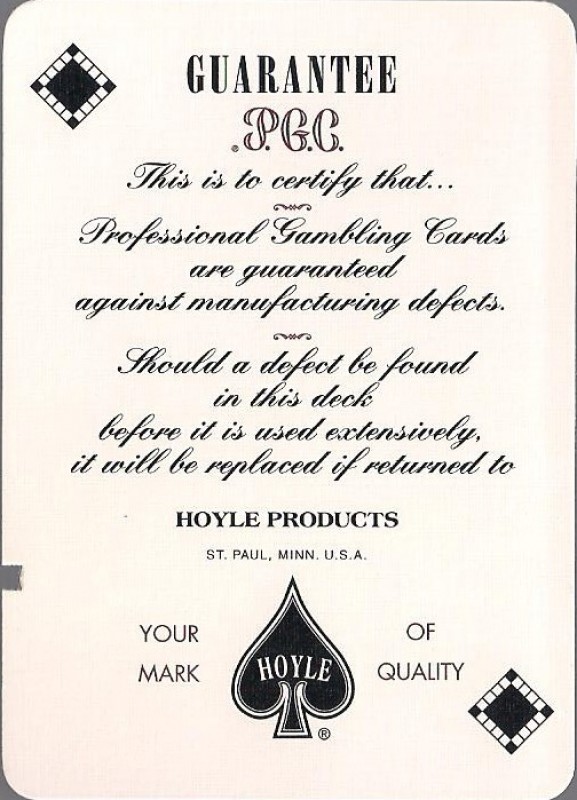 GUARANTEE
®P.G.C.
This is to certify that...
Professional Gambling Cards
are guaranteed
against manufacturing defects.
Should a defect be found
in this deck
before it is used extensively,
it will be replaced if returned to
HOYLE PRODUCTS
ST. PAUL, MINN. U.S.A.
YOUR MARK
HOYLE®
OF QUALITY